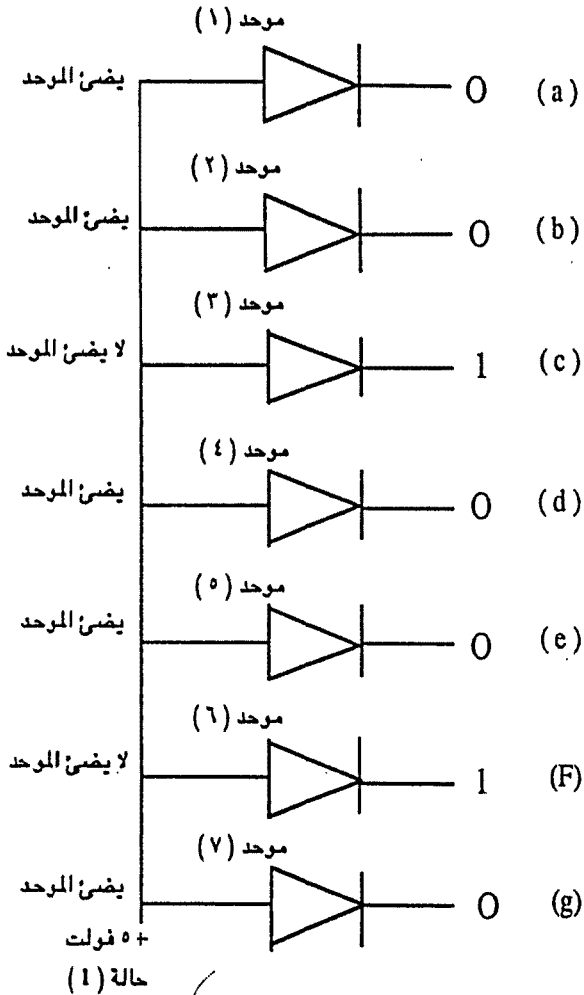 موحد (١)
يضئ الموحد 0 (a)
موحد (٢)
يضئ الموحد 0 (b)
موحد (٣)
لا يضئ الموحد 1 (c)
موحد (٤)
يضئ الموحد 0 (d)
موحد (٥)
يضئ الموحد 0 (e)
موحد (٦)
لا يضئ الموحد 1 (F)
موحد (٧)
يضئ الموحد 0 (g)
+ ٥ فولت
حالة (1)